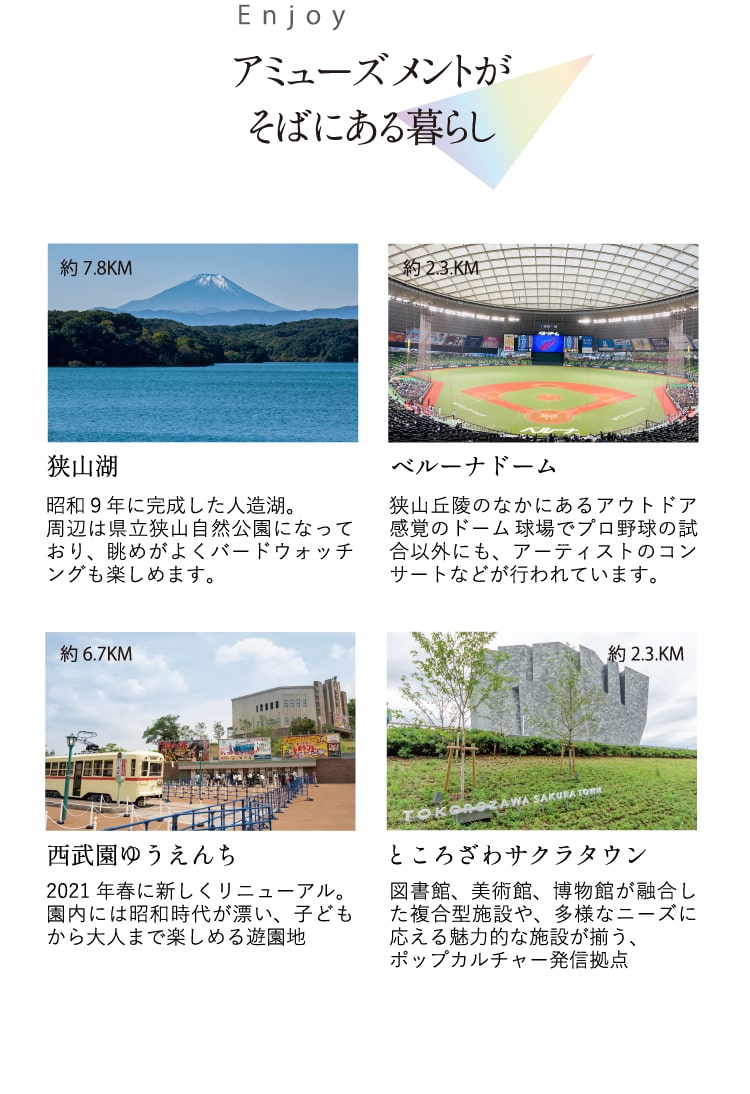 Enjoy
アミューズメントが
そばにある暮らし
約7.8KM
狭山湖
昭和9年に完成した人造湖。
周辺は県立狭山自然公園になって
おり、眺めがよくバードウォッチ
ングも楽しめます。
約2.3.KM
ベルーナドーム
狭山丘陵のなかにあるアウトドア
感覚のドーム球場でプロ野球の試
合以外にも、アーティストのコン
サートなどが行われています。
約6.7KM
西武園ゆうえんち
2021年春に新しくリニューアル。
園内には昭和時代が漂い、子ども
から大人まで楽しめる遊園地
約2.3.KM
TOKOROZAWA SAKURA TOWN
ところざわサクラタウン
図書館、美術館、博物館が融合し
た複合型施設や、多様なニーズに
応える魅力的な施設が揃う、
ポップカルチャー発信拠点